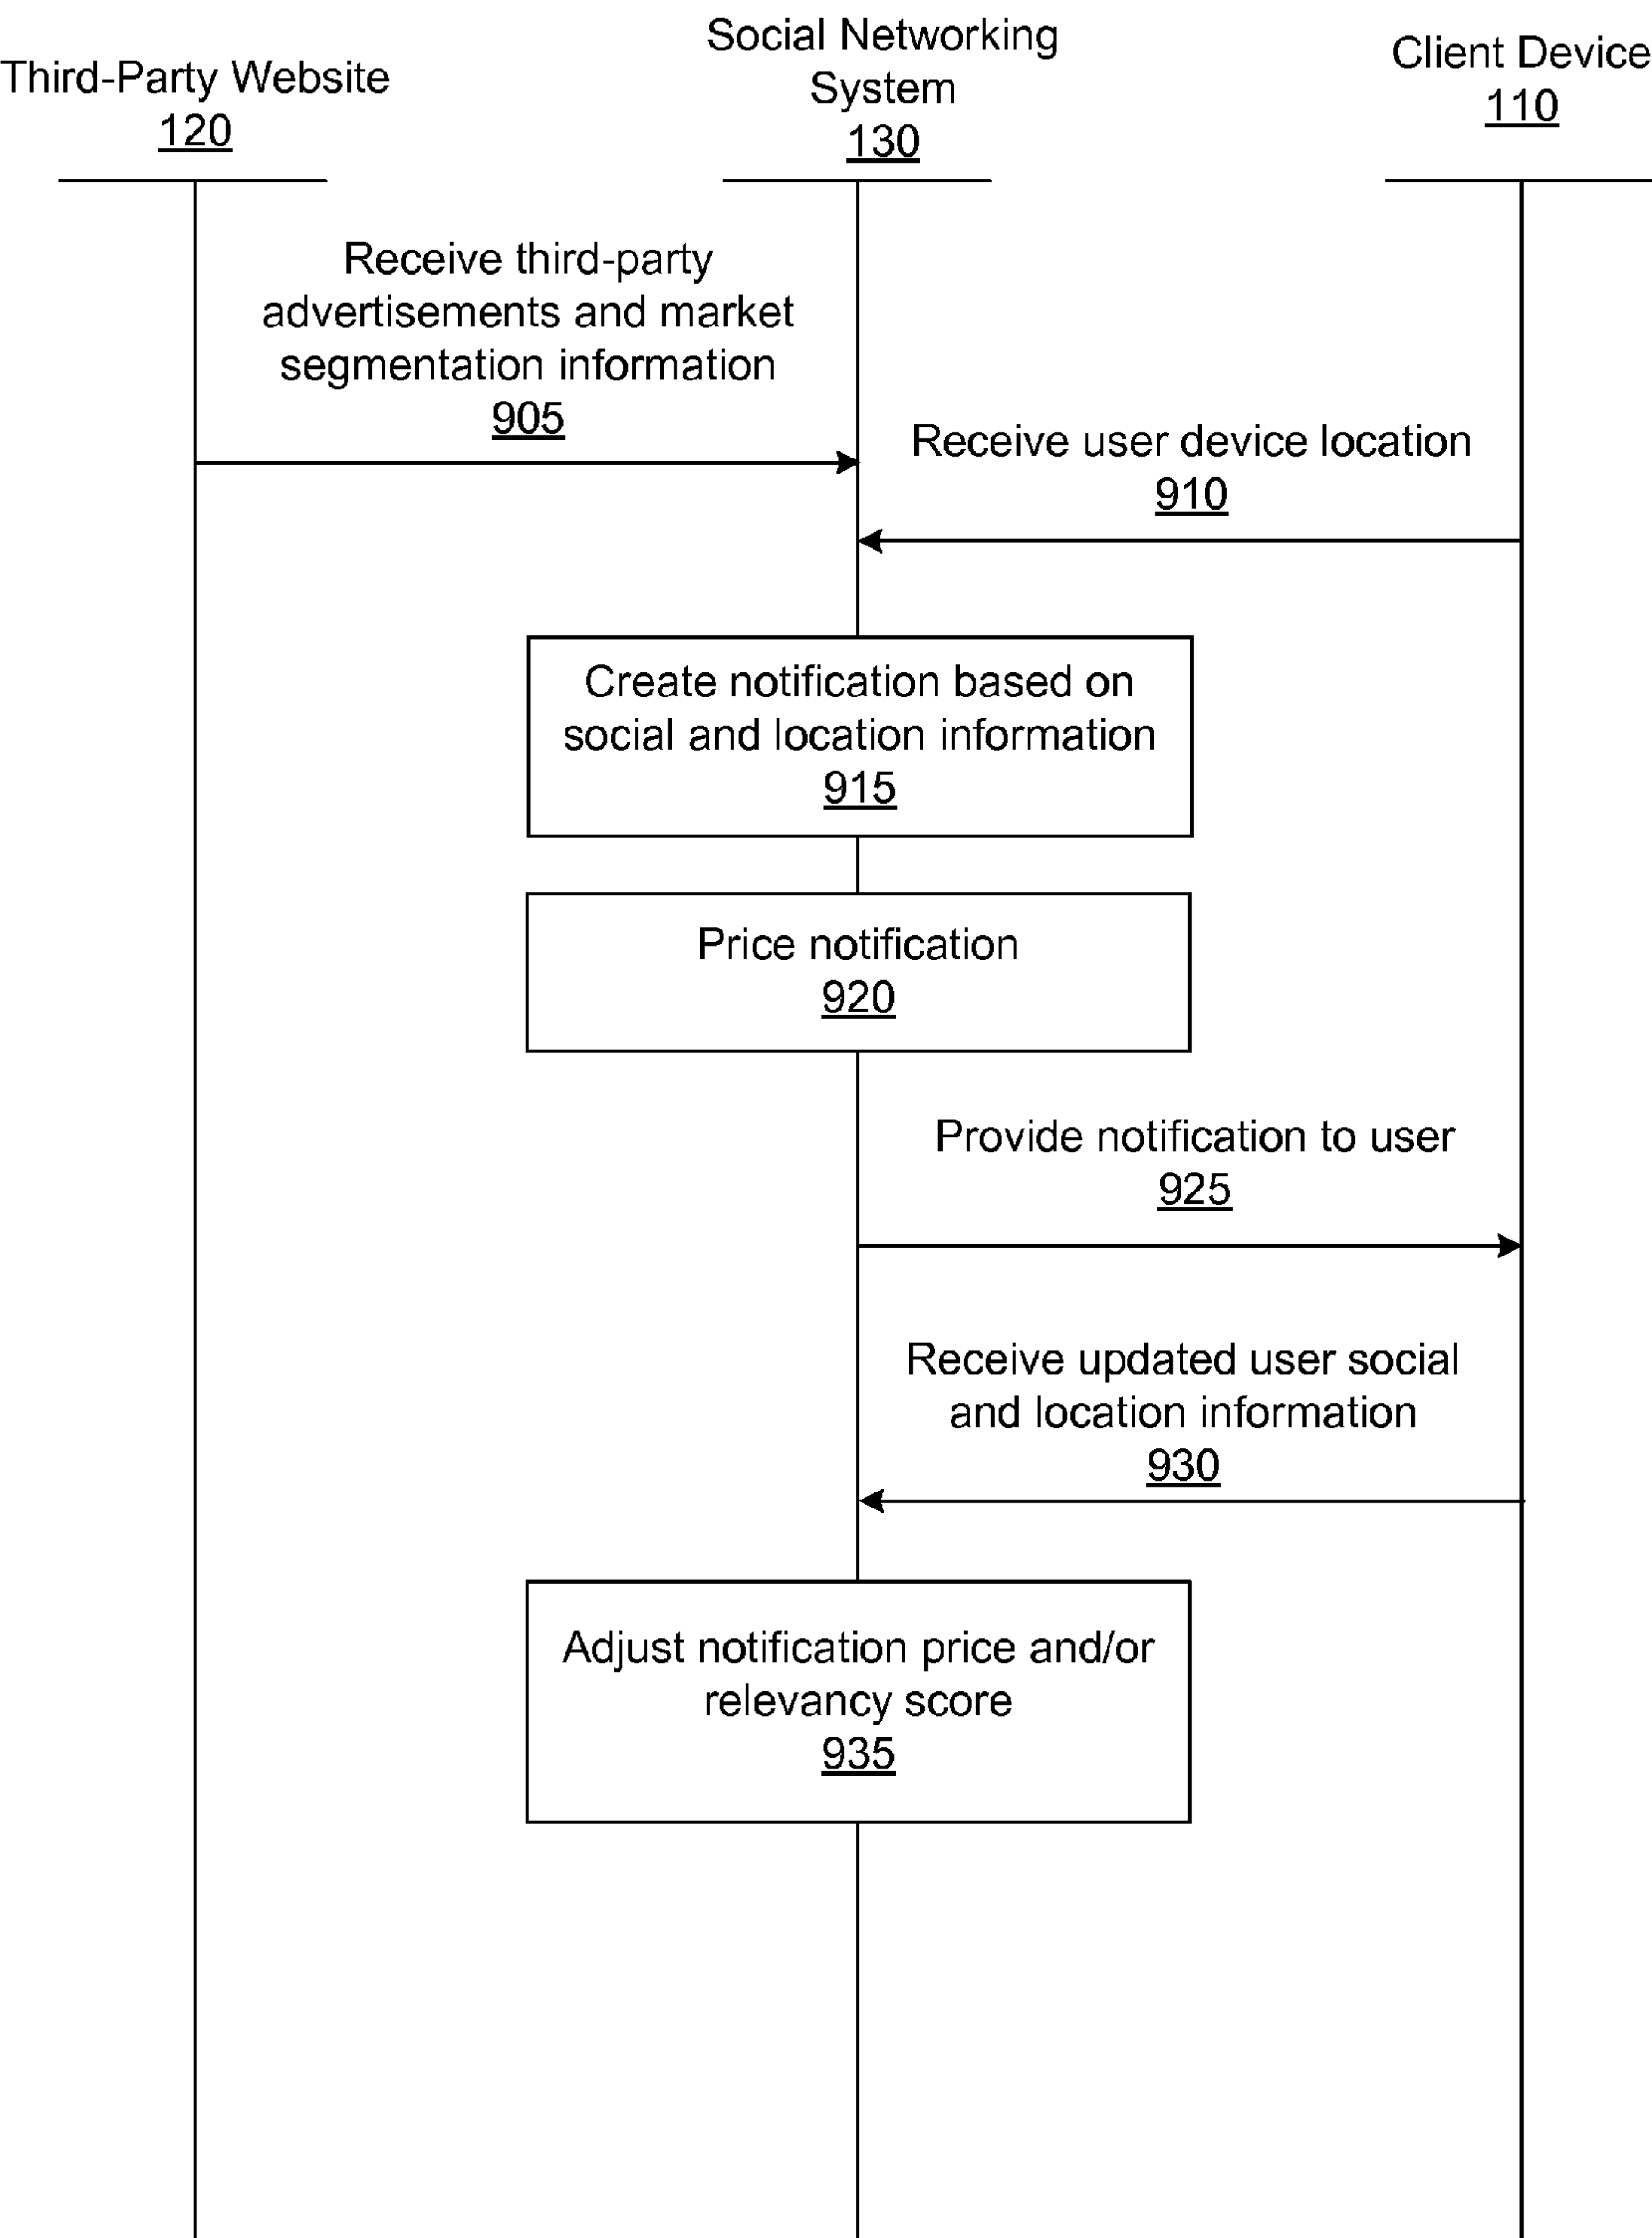 Third-Party Website
120
Social Networking
System
130
Client Device
110
Receive third-party
advertisements and market
segmentation information
905
Receive user device location
910
Create notification based on
social and location information
915
Price notification
920
Provide notification to user
925
Receive updated user social
and location information
930
Adjust notification price and/or
relevancy score
935